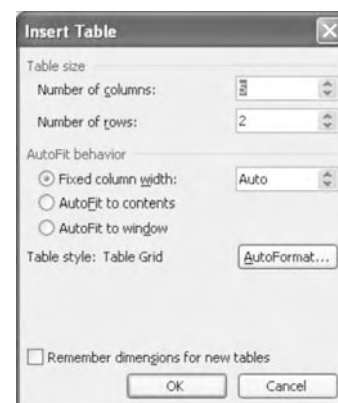 Insert Table
Table size
Number of columns:
Number of rows: 2
AutoFit behavior
Fixed column width: Auto
AutoFit to contents
AutoFit to window
Table style: Table Grid AutoFormat...
Remember dimensions for new tables
OK Cancel